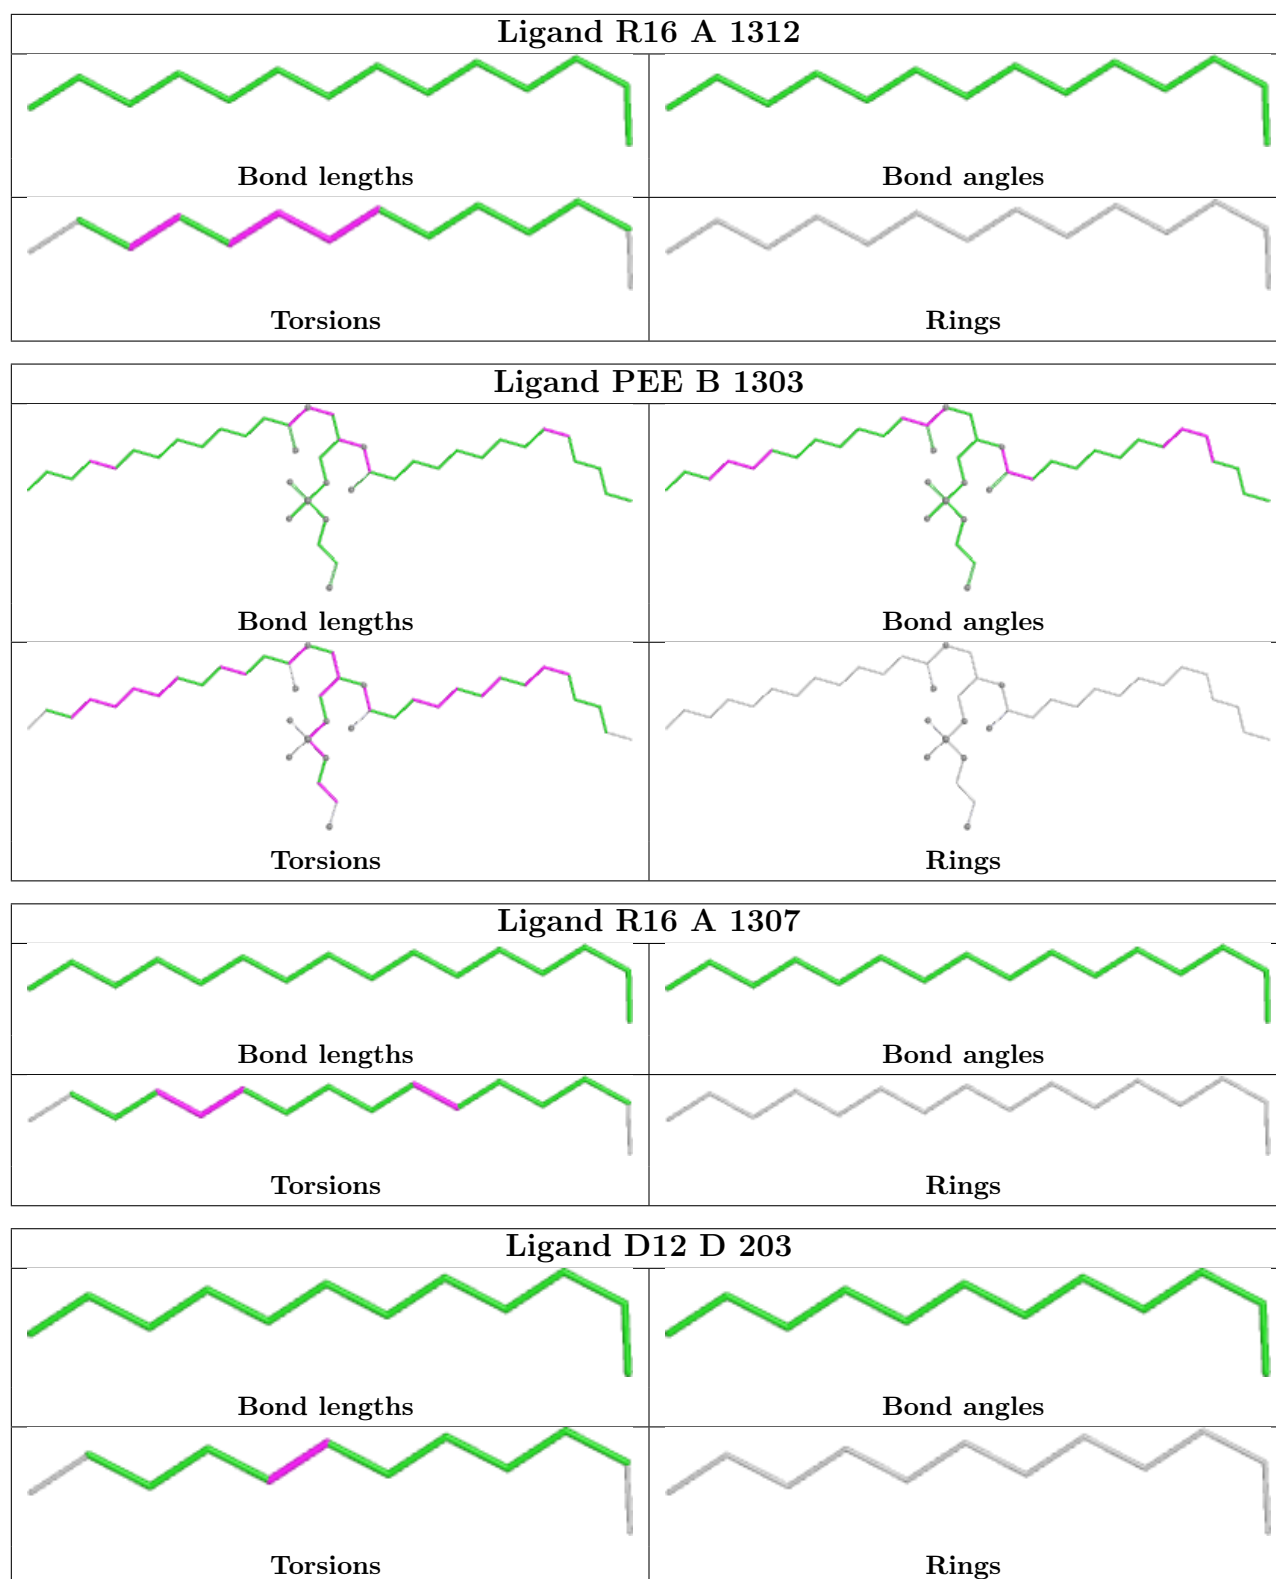 Ligand R16 A 1312
Bond lengths
Bond angles
Torsions
Rings
Ligand PEE B 1303
Bond lengths
Bond angles
Torsions
Rings
Ligand R16 A 1307
Bond lengths
Bond angles
Torsions
Rings
Ligand D12 D 203
Bond lengths
Bond angles
Torsions
Rings